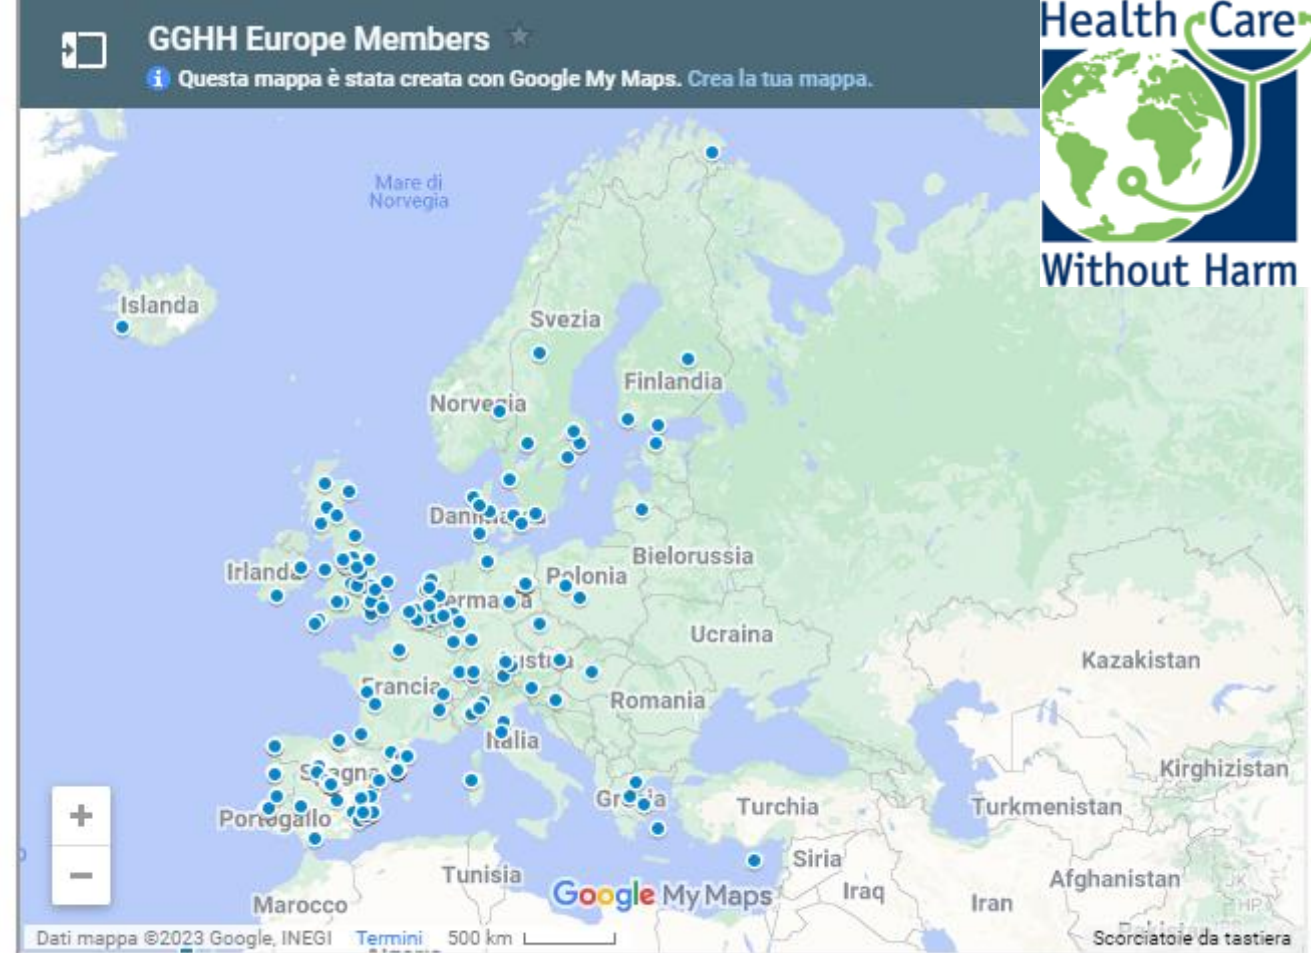 GGHH Europe Members
Questa mappa è stata creata con Google My Maps. Crea la tua mappa.
Health Care
Without Harm
Mare di
Norvegia
Islanda
Svezia
Finlandia
Norvegia
Danimarca
Irlanda
Bielorussia
Polonia
Germania
Ucraina
Kazakistan
Austria
Francia
Romania
Italia
Spagna
Kirghizistan
Grecia
Turchia
Turkmenistan
Portogallo
Siria
Tunisia
Afghanistan
Iraq
Iran
Marocco
Google My Maps
Dati mappa ©2023 Google, INEGI Termini 500 km
Scorciatoie da tastiera